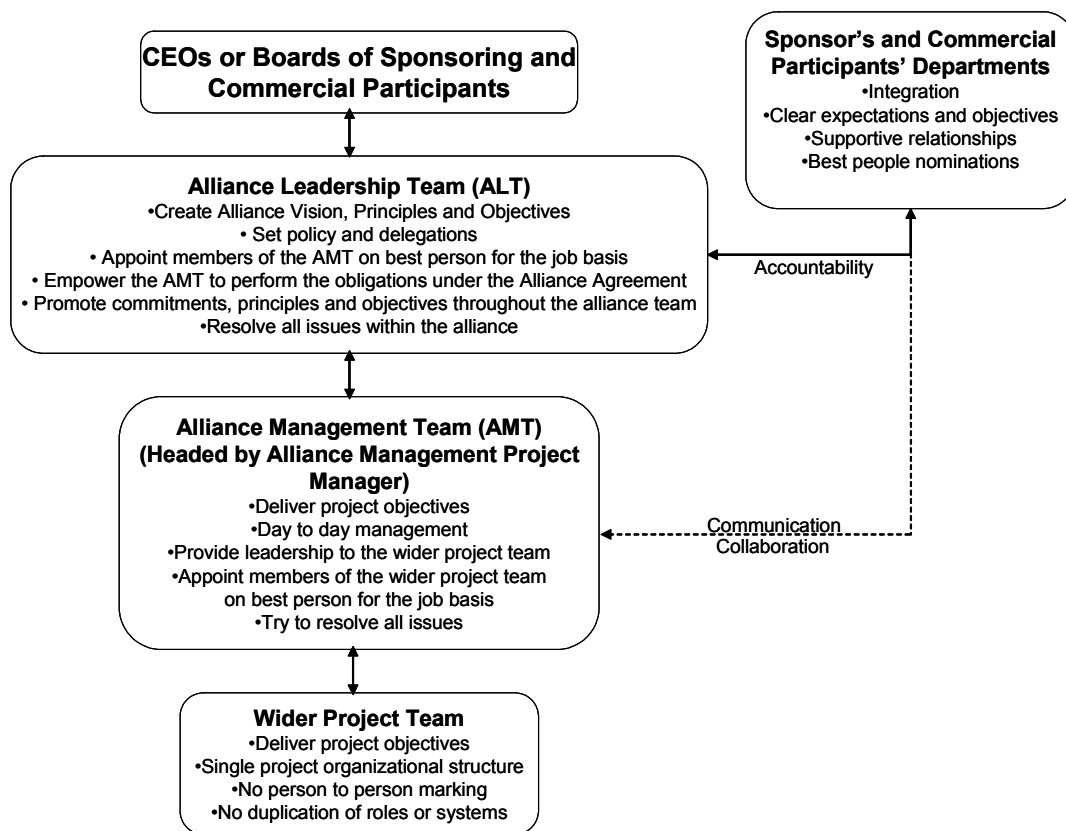 CEOs or Boards of Sponsoring and
Commercial Participants
Sponsor's and Commercial
Participants' Departments
•Integration
•Clear expectations and objectives
•Supportive relationships
•Best people nominations
Alliance Leadership Team (ALT)
•Create Alliance Vision, Principles and Objectives
• Set policy and delegations
• Appoint members of the AMT on best person for the job basis
• Empower the AMT to perform the obligations under the Alliance Agreement
• Promote commitments, principles and objectives throughout the alliance team
•Resolve all issues within the alliance
Accountability
Alliance Management Team (AMT)
(Headed by Alliance Management Project
Manager)
•Deliver project objectives
•Day to day management
•Provide leadership to the wider project team
•Appoint members of the wider project team
on best person for the job basis
•Try to resolve all issues
Communication
Collaboration
Wider Project Team
•Deliver project objectives
•Single project organizational structure
•No person to person marking
•No duplication of roles or systems